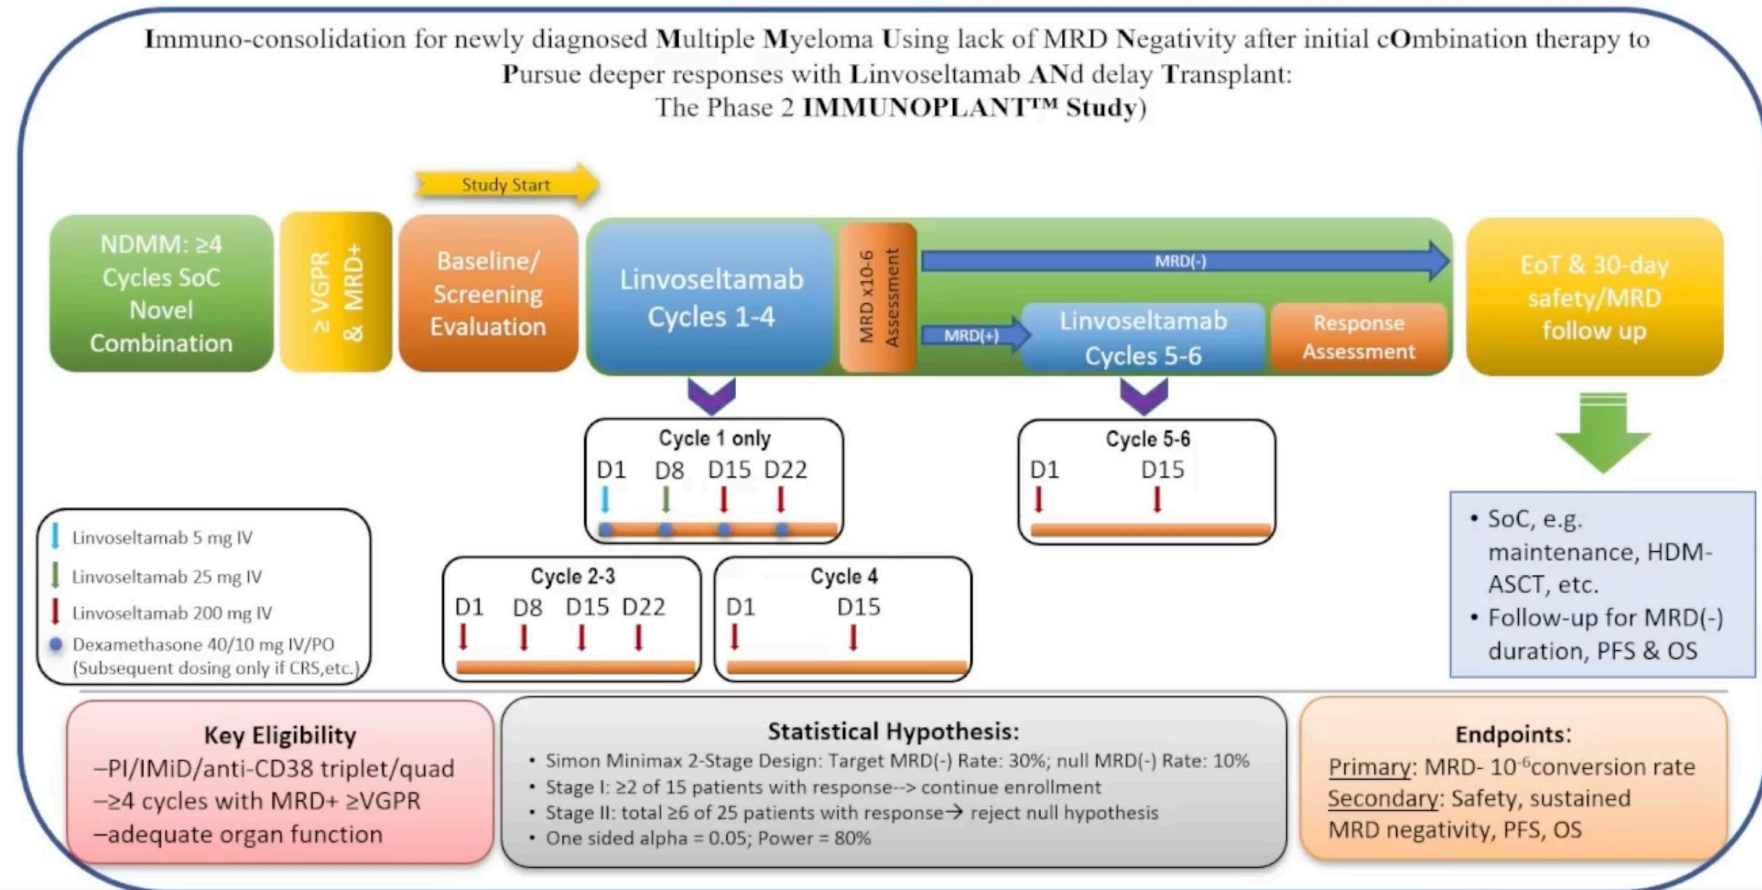 Immuno-consolidation for newly diagnosed Multiple Myeloma Using lack of MRD Negativity after initial cOmbination therapy to
Pursue deeper responses with Linvoseltamab ANd delay Transplant:
The Phase 2 IMMUNOPLANT™ Study)
Study Start
NDMM: ≥4
Cycles SoC
Novel
Combination
≥ VGPR
& MRD+
Baseline/
Screening
Evaluation
Linvoseltamab
Cycles 1-4
MRD x10-6
Assessment
MRD(-)
MRD(+)
Linvoseltamab
Cycles 5-6
Response
Assessment
EoT & 30-day
safety/MRD
follow up
Cycle 1 only
D1 D8 D15 D22
Cycle 5-6
D1 D15
Cycle 2-3
D1 D8 D15 D22
Cycle 4
D1 D15
Linvoseltamab 5 mg IV
Linvoseltamab 25 mg IV
Linvoseltamab 200 mg IV
Dexamethasone 40/10 mg IV/PO
(Subsequent dosing only if CRS,etc.)
• SoC, e.g.
maintenance, HDM-
ASCT, etc.
• Follow-up for MRD(-)
duration, PFS & OS
Key Eligibility
–PI/IMiD/anti-CD38 triplet/quad
–≥4 cycles with MRD+ ≥VGPR
–adequate organ function
Statistical Hypothesis:
• Simon Minimax 2-Stage Design: Target MRD(-) Rate: 30%; null MRD(-) Rate: 10%
• Stage I: ≥2 of 15 patients with response--> continue enrollment
• Stage II: total ≥6 of 25 patients with response→ reject null hypothesis
• One sided alpha = 0.05; Power = 80%
Endpoints:
Primary: MRD- 10⁻⁶conversion rate
Secondary: Safety, sustained
MRD negativity, PFS, OS